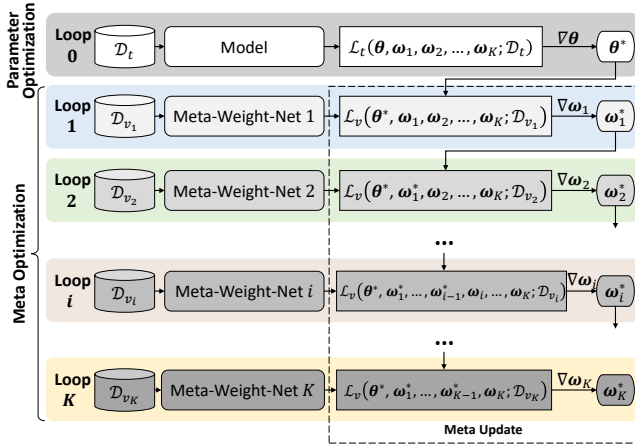 Parameter
Optimization
Loop
0
𝒟_t
Model
ℒ_t(θ, ω_1, ω_2, ..., ω_K; 𝒟_t)
∇θ
θ*
Meta Optimization
Loop
1
𝒟_{v_1}
Meta-Weight-Net 1
ℒ_v(θ*, ω_1, ω_2, ..., ω_K; 𝒟_{v_1})
∇ω_1
ω_1^*
Loop
2
𝒟_{v_2}
Meta-Weight-Net 2
ℒ_v(θ*, ω_1^*, ω_2, ..., ω_K; 𝒟_{v_2})
∇ω_2
ω_2^*
...
Loop
i
𝒟_{v_i}
Meta-Weight-Net i
ℒ_v(θ*, ω_1^*, ..., ω_{i-1}^*, ω_i, ..., ω_K; 𝒟_{v_i})
∇ω_i
ω_i^*
...
Loop
K
𝒟_{v_K}
Meta-Weight-Net K
ℒ_v(θ*, ω_1^*, ..., ω_{K-1}^*, ω_K; 𝒟_{v_K})
∇ω_K
ω_K^*
Meta Update